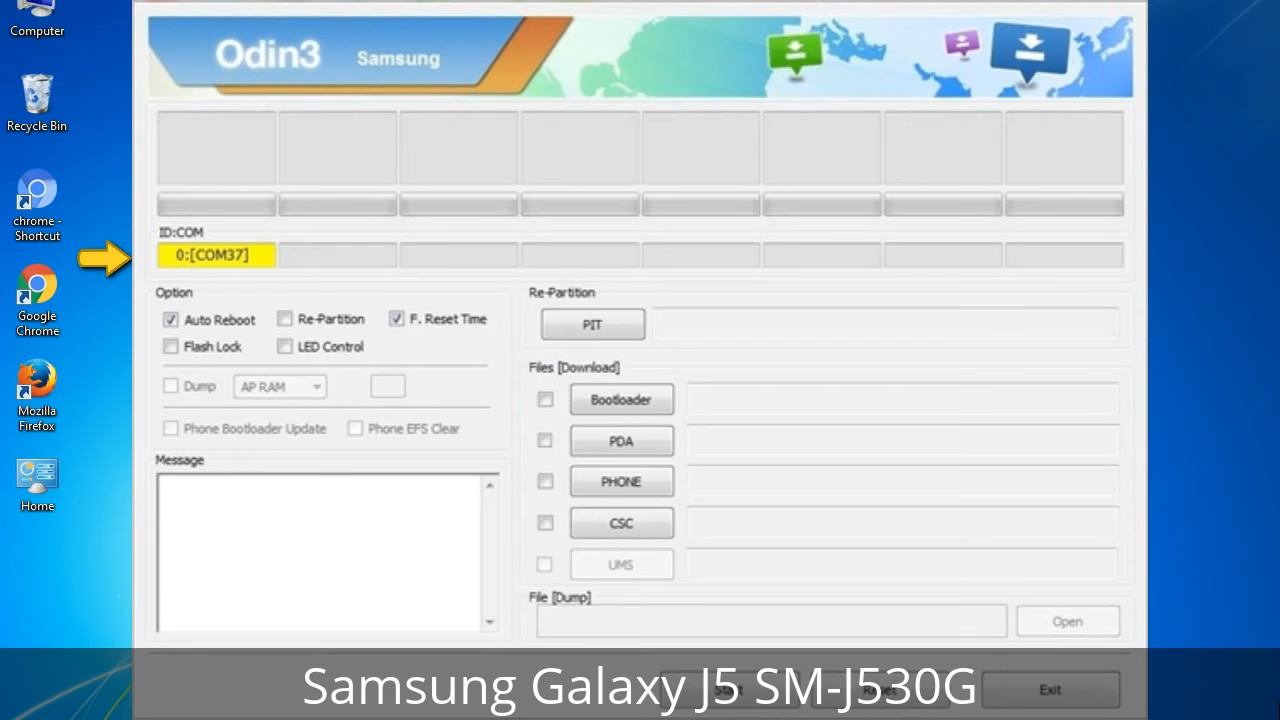 Computer
Recycle Bin
chrome -
Shortcut
Google
Chrome
Mozilla
Firefox
Home
Odin3 Samsung
ID:COM
0:[COM37]
Option
Auto Reboot Re-Partition F. Reset Time
Flash Lock LED Control
Dump AP RAM
Phone Bootloader Update Phone EFS Clear
Message
Re-Partition
PIT
Files [Download]
Bootloader
PDA
PHONE
CSC
UMS
File [Dump]
Open
Start Reset Exit
Samsung Galaxy J5 SM-J530G